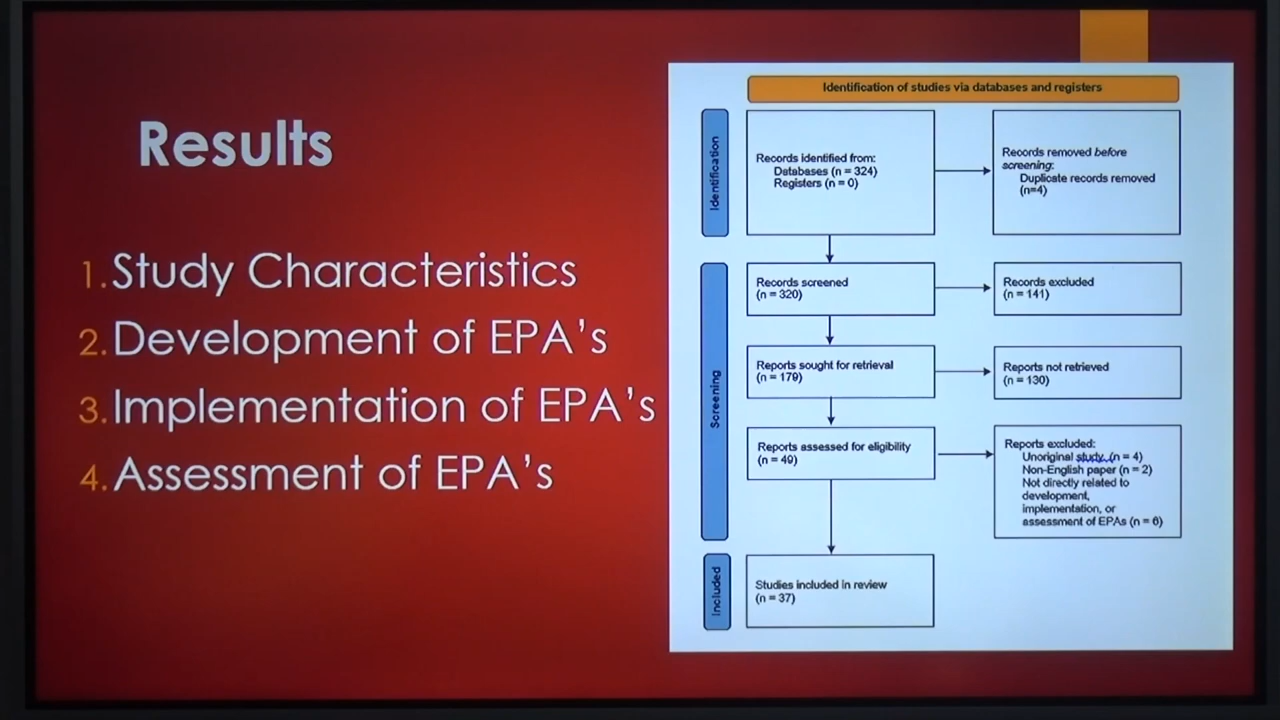 Results
1. Study Characteristics
2. Development of EPA's
3. Implementation of EPA's
4. Assessment of EPA's
Identification of studies via databases and registers
Identification
Records identified from:
Databases (n = 324)
Registers (n = 0)
Records removed before
screening:
Duplicate records removed
(n=4)
Screening
Records screened
(n = 320)
Records excluded
(n = 141)
Reports sought for retrieval
(n = 179)
Reports not retrieved
(n = 130)
Reports assessed for eligibility
(n = 49)
Reports excluded:
Unoriginal study (n = 4)
Non-English paper (n = 2)
Not directly related to
development,
implementation, or
assessment of EPAs (n = 6)
Included
Studies included in review
(n = 37)